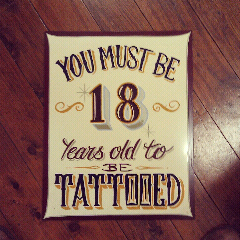 YOU MUST BE
18
Years old to
BE
TATTOOED